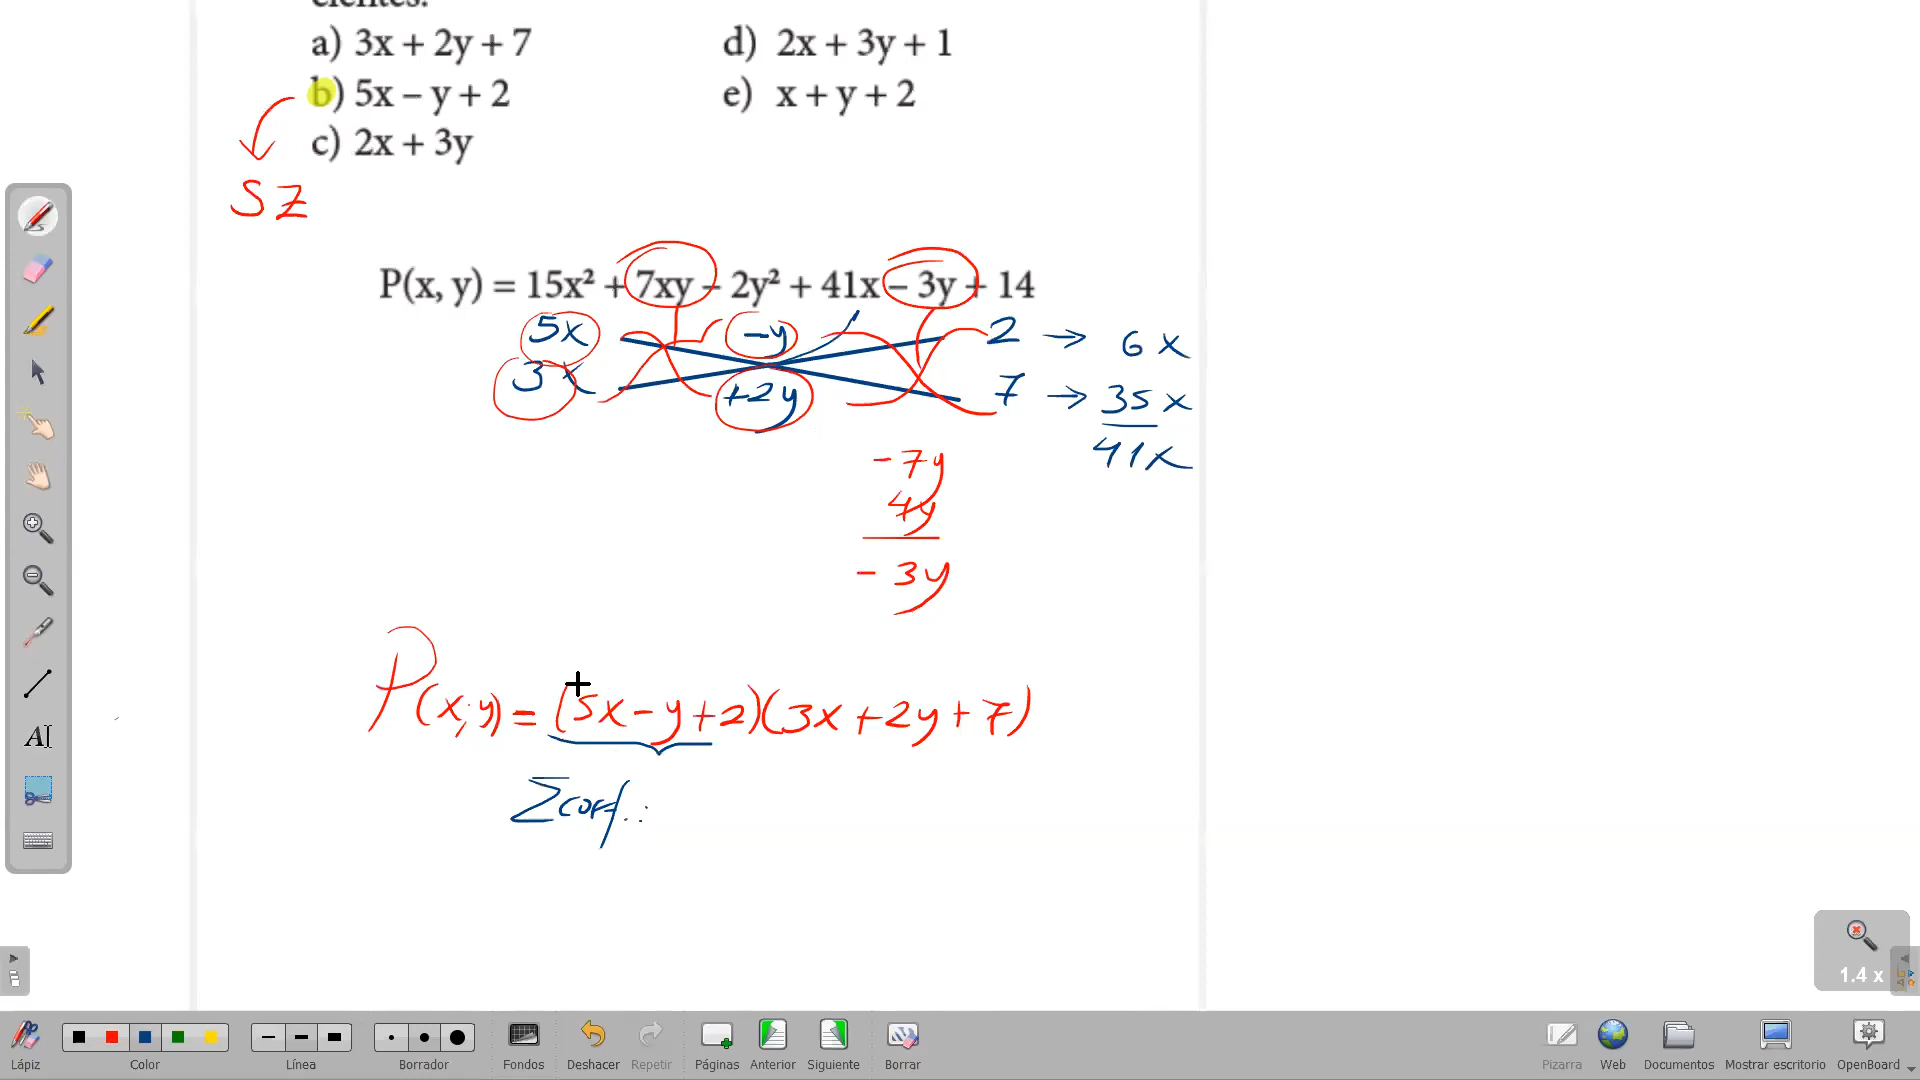 cientes.
a) 3x + 2y + 7
d) 2x + 3y + 1
b) 5x – y + 2
e) x + y + 2
c) 2x + 3y
SZ
P(x, y) = 15x² + 7xy – 2y² + 41x – 3y + 14
5x –y 2 → 6x
3x +2y 7 → 35x
41x
-7y
4y
-3y
P(x;y) = (5x-y+2)(3x+2y+7)
Σcoef.:
AI
1.4 x
Lápiz
Color
Línea
Borrador
Fondos
Deshacer
Repetir
Páginas
Anterior
Siguiente
Borrar
Pizarra
Web
Documentos
Mostrar escritorio
OpenBoard